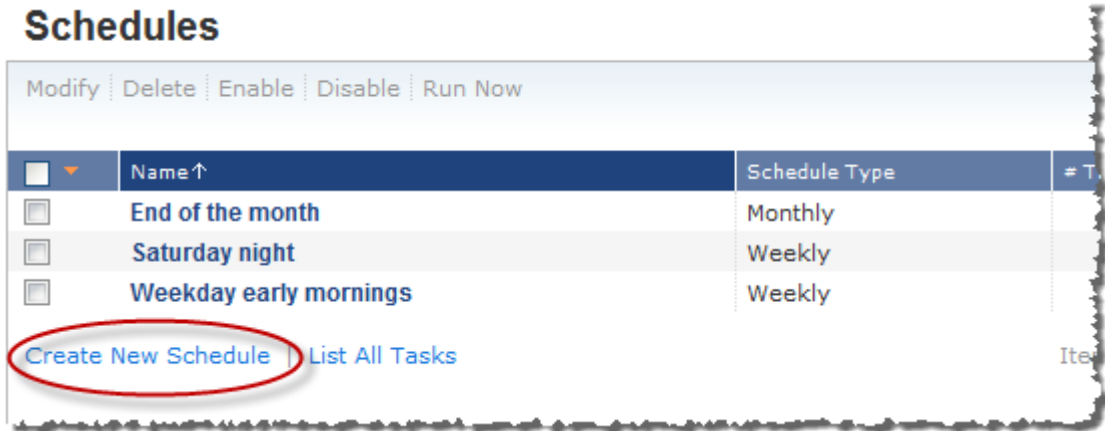 Schedules
Modify Delete Enable Disable Run Now
Name↑ Schedule Type # T
End of the month Monthly
Saturday night Weekly
Weekday early mornings Weekly
Create New Schedule | List All Tasks